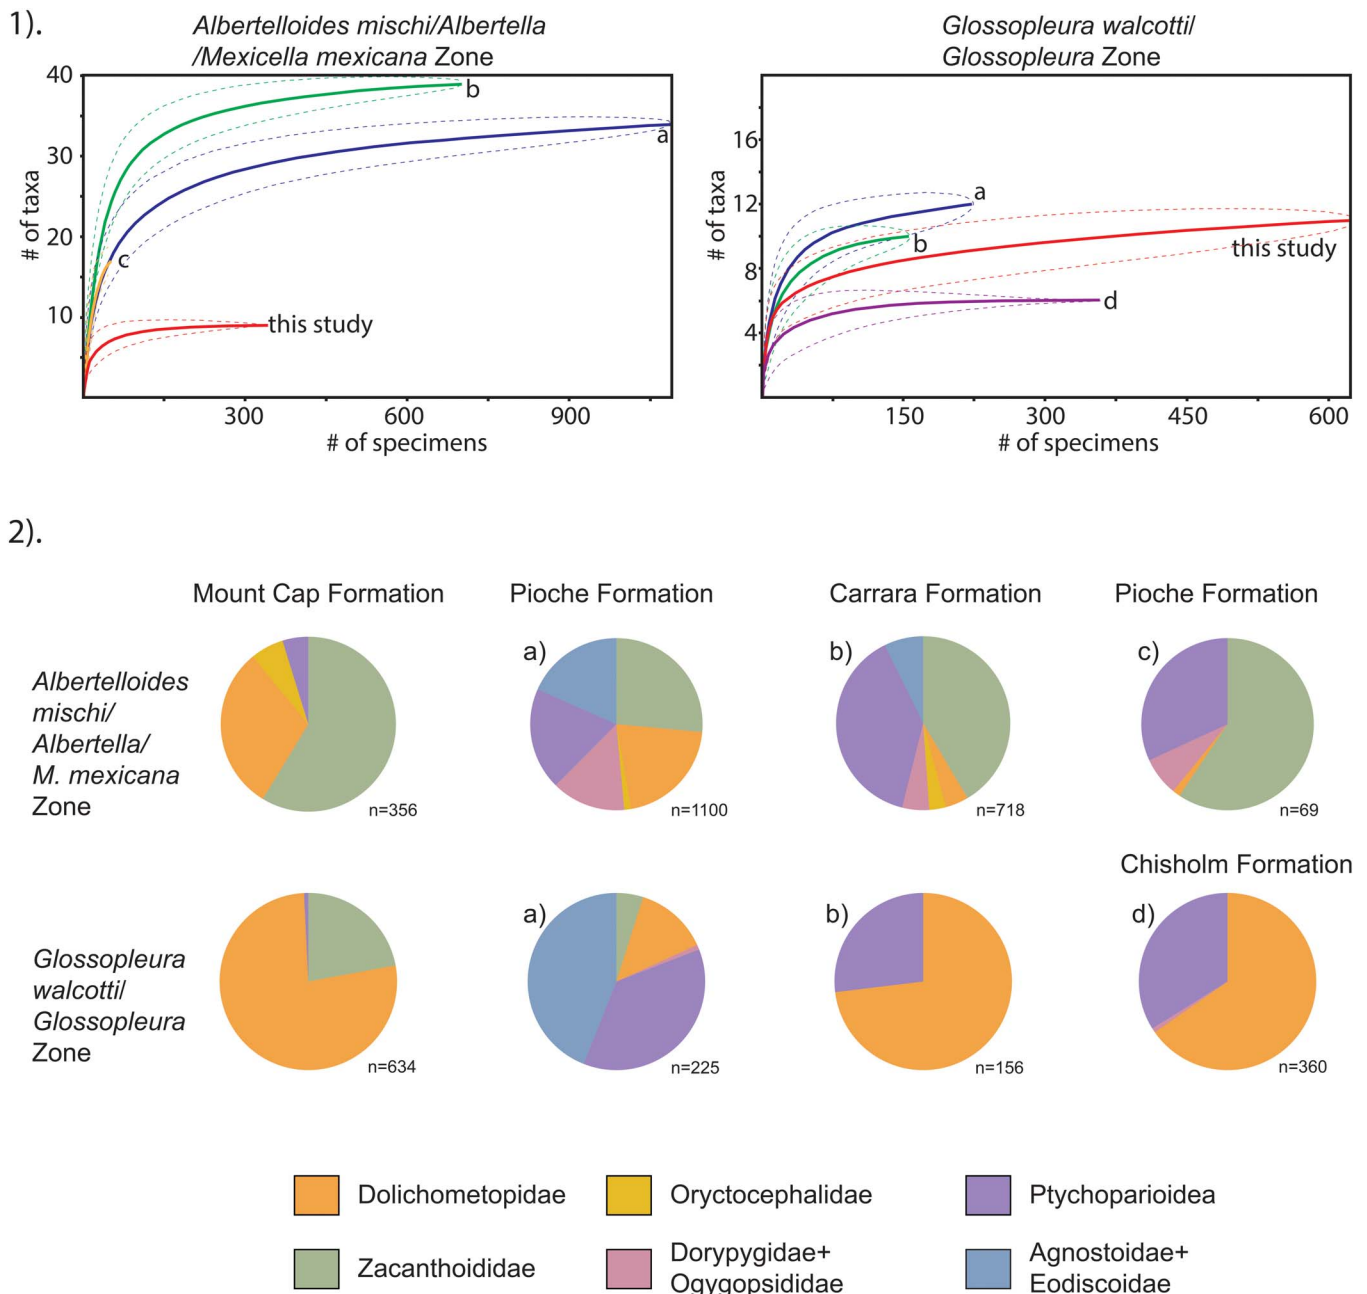 1).
Albertelloides mischi/Albertella
/Mexicella mexicana Zone
# of taxa
40
30
20
10
b
a
c
this study
300
600
900
# of specimens
Glossopleura walcotti/
Glossopleura Zone
# of taxa
16
12
8
4
a
b
this study
d
150
300
450
600
# of specimens
2).
Mount Cap Formation
Pioche Formation
Carrara Formation
Pioche Formation
Albertelloides
mischi/
Albertella/
M. mexicana
Zone
n=356
a)
n=1100
b)
n=718
c)
n=69
Chisholm Formation
Glossopleura
walcotti/
Glossopleura
Zone
n=634
a)
n=225
b)
n=156
d)
n=360
Dolichometopidae
Oryctocephalidae
Ptychoparioidea
Zacanthoididae
Dorypygidae+
Ogygopsididae
Agnostoidae+
Eodiscoidae